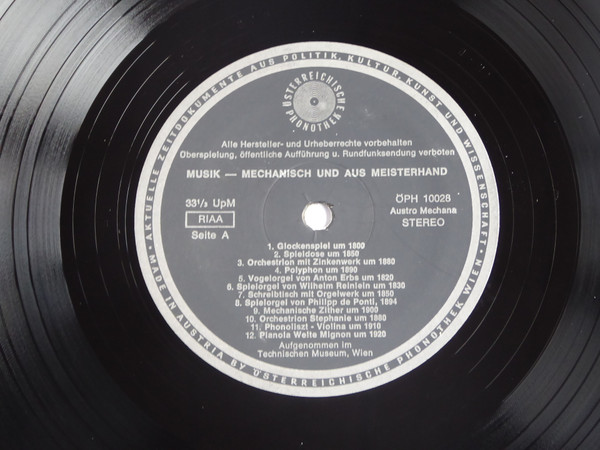 MADE IN AUSTRIA BY ÖSTERREICHISCHE PHONOTHEK WIEN
AKTUELLE ZEITDOKUMENTE AUS POLITIK, KULTUR, KUNST UND WISSENSCHAFT
ÖSTERREICHISCHE PHONOTHEK
Alle Hersteller- und Urheberrechte vorbehalten
Überspielung, öffentliche Aufführung u. Rundfunksendung verboten
MUSIK — MECHANISCH UND AUS MEISTERHAND
33⅓ UpM
RIAA
Seite A
ÖPH 10028
Austro Mechana
STEREO
1. Glockenspiel um 1800
2. Spieldose um 1850
3. Orchestrion mit Zinkenwerk um 1880
4. Polyphon um 1890
5. Vogelorgel von Anton Erbs um 1820
6. Spielorgel von Wilhelm Reinlein um 1830
7. Schreibtisch mit Orgelwerk um 1850
8. Spielorgel von Philipp de Ponti, 1894
9. Mechanische Zither um 1900
10. Orchestrion Stephanie um 1880
11. Phonoliszt - Violina um 1910
12. Pianola Welte Mignon um 1920
Aufgenommen im
Technischen Museum, Wien